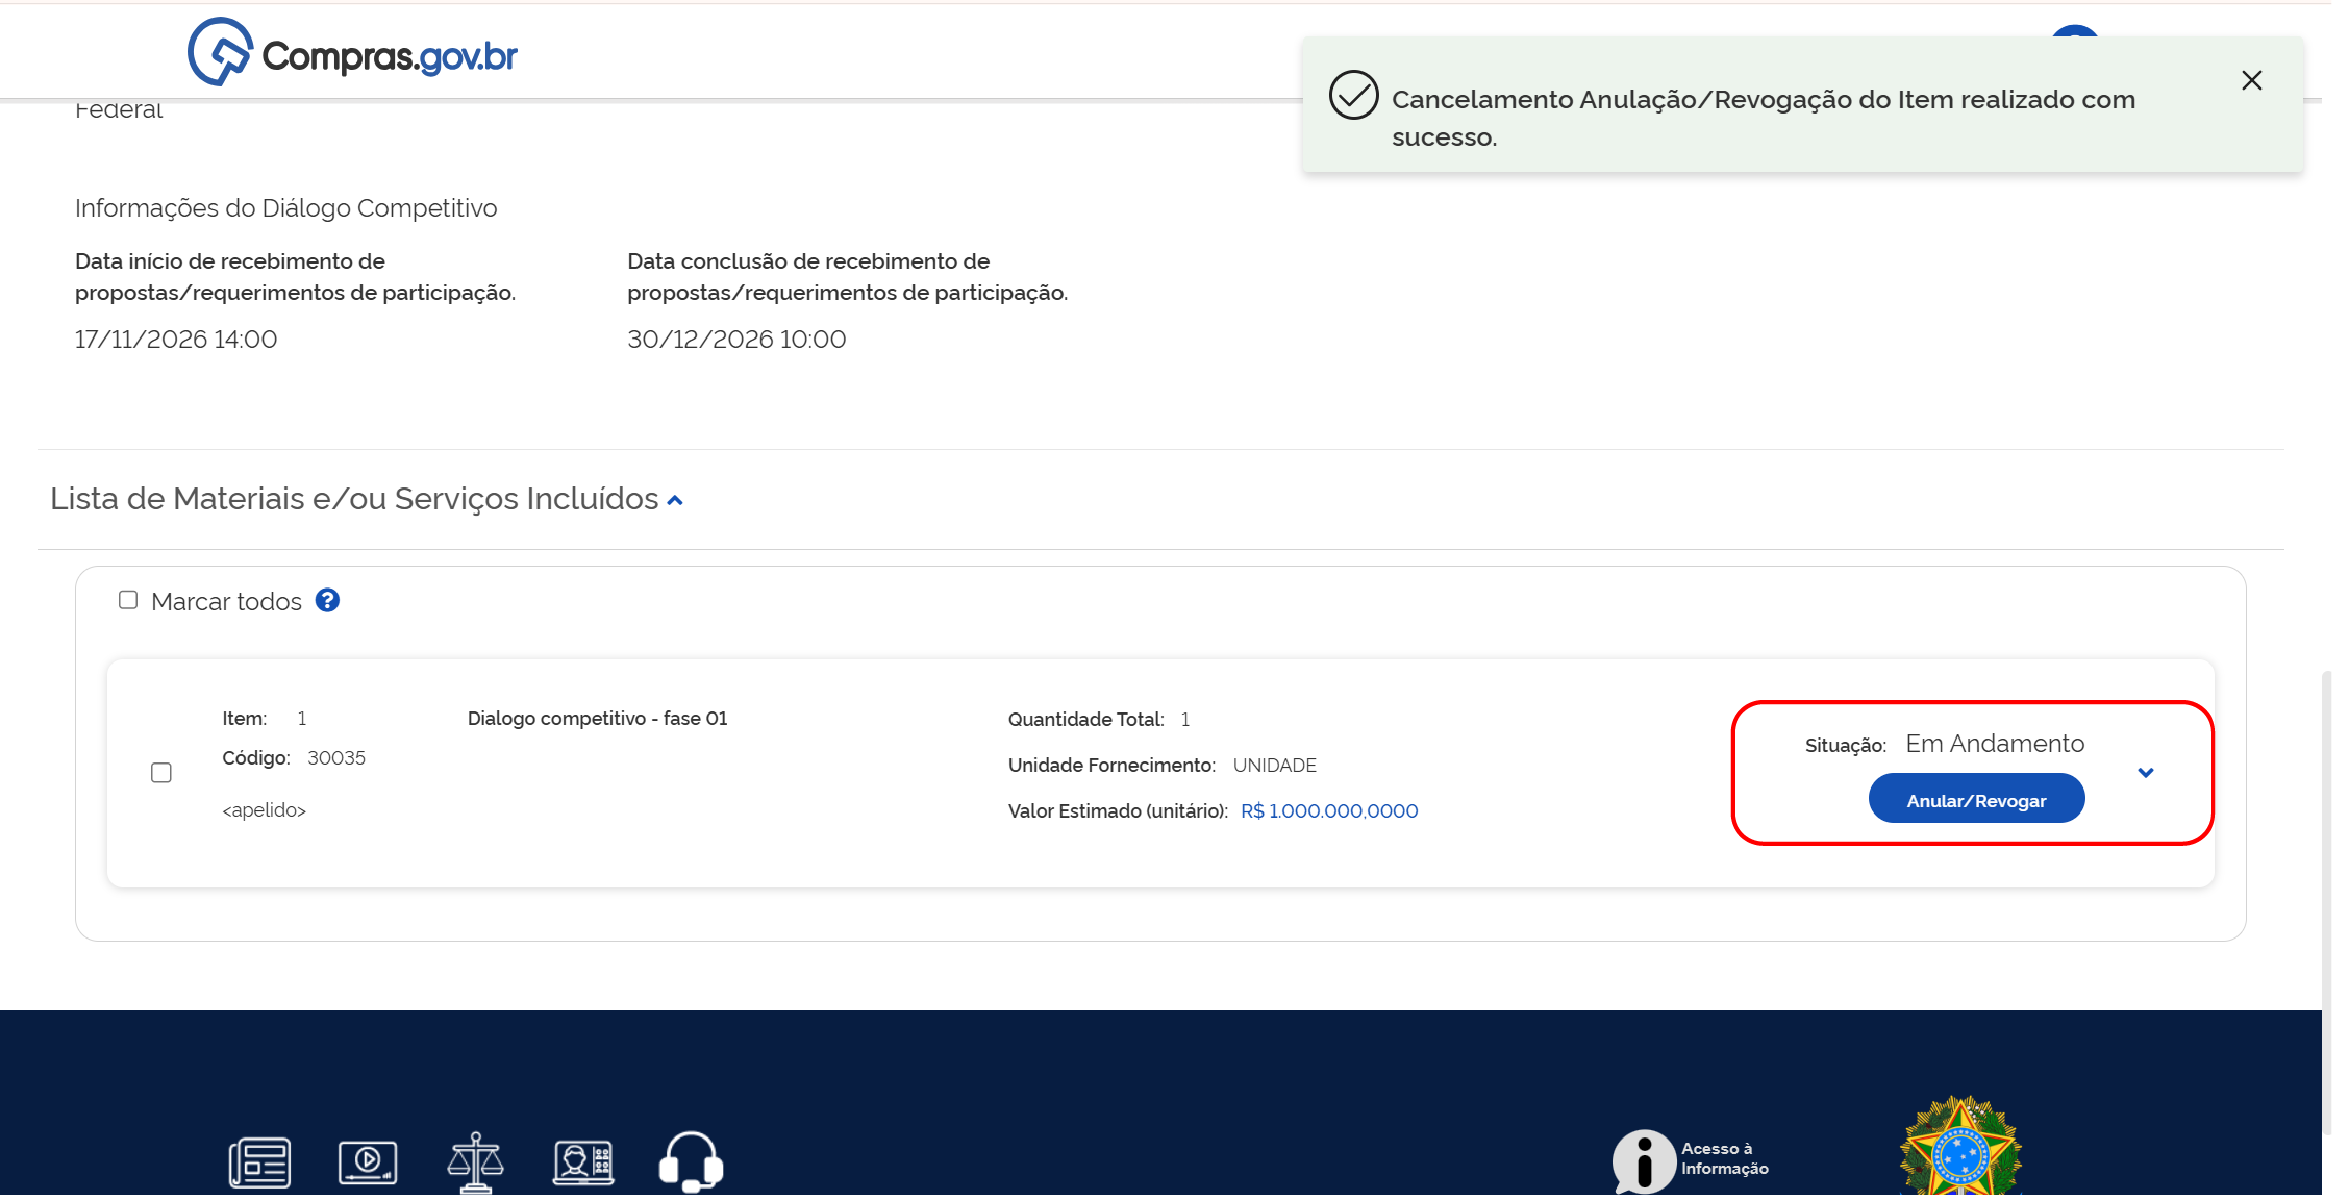 Compras.gov.br
Cancelamento Anulação/Revogação do Item realizado com
sucesso.
Federal
Informações do Diálogo Competitivo
Data início de recebimento de
propostas/requerimentos de participação.
17/11/2026 14:00
Data conclusão de recebimento de
propostas/requerimentos de participação.
30/12/2026 10:00
Lista de Materiais e/ou Serviços Incluídos
Marcar todos
Item: 1
Código: 30035
<apelido>
Dialogo competitivo - fase 01
Quantidade Total: 1
Unidade Fornecimento: UNIDADE
Valor Estimado (unitário): R$ 1.000.000,0000
Situação: Em Andamento
Anular/Revogar
Acesso à
Informação